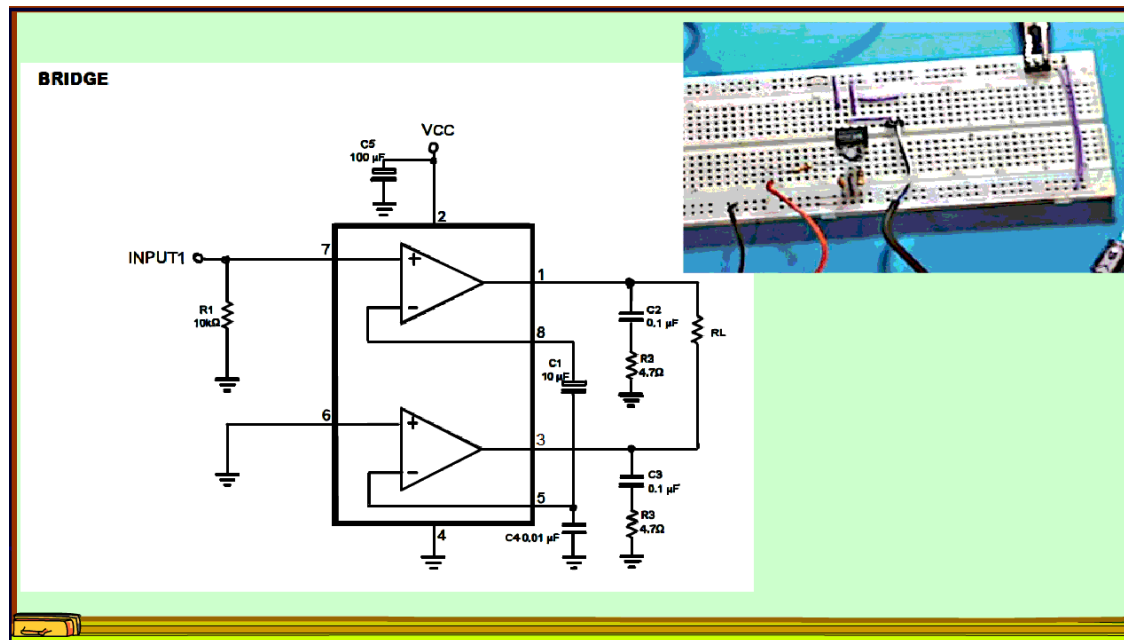 BRIDGE
VCC
C5
100 µF
2
INPUT1
7
R1
10kΩ
1
C2
0.1 µF
RL
8
C1
10 µF
R3
4.7Ω
6
3
C3
0.1 µF
5
R3
4.7Ω
4
C4 0.01 µF